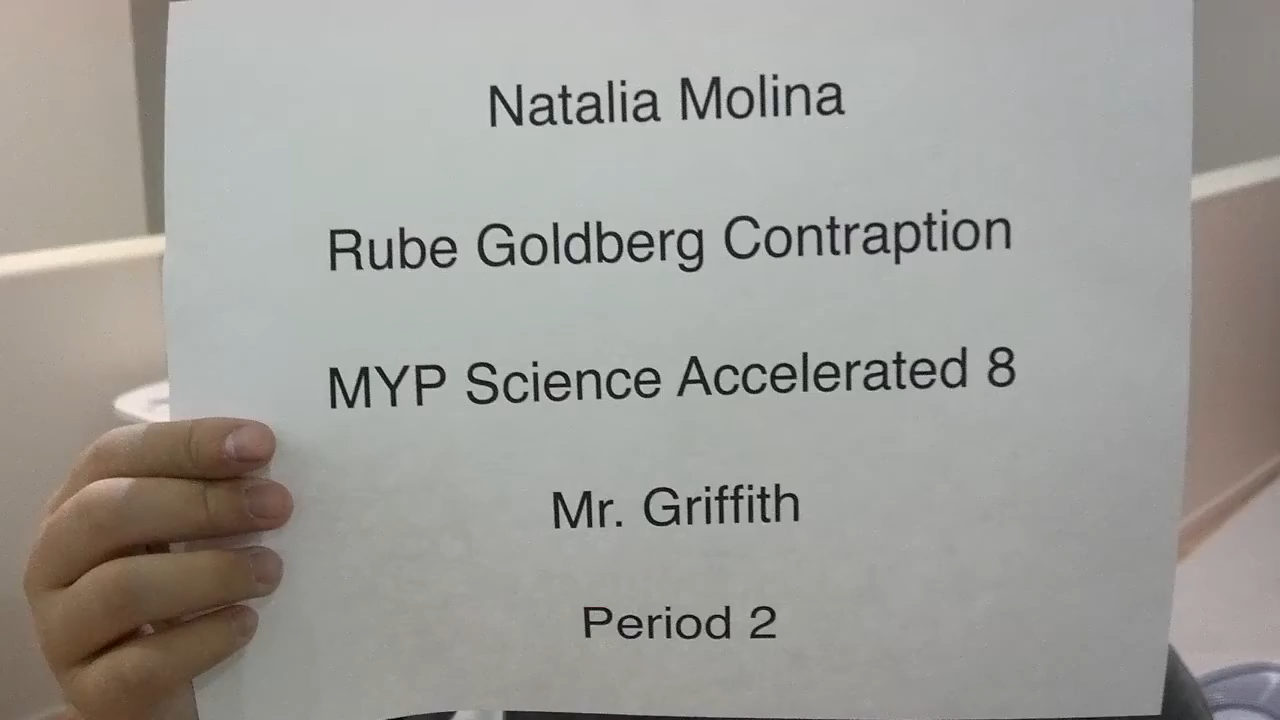 Natalia Molina
Rube Goldberg Contraption
MYP Science Accelerated 8
Mr. Griffith
Period 2